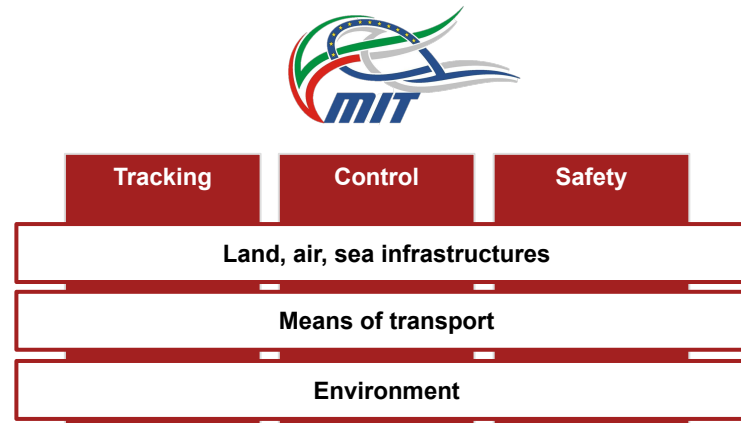 MIT
Tracking
Control
Safety
Land, air, sea infrastructures
Means of transport
Environment